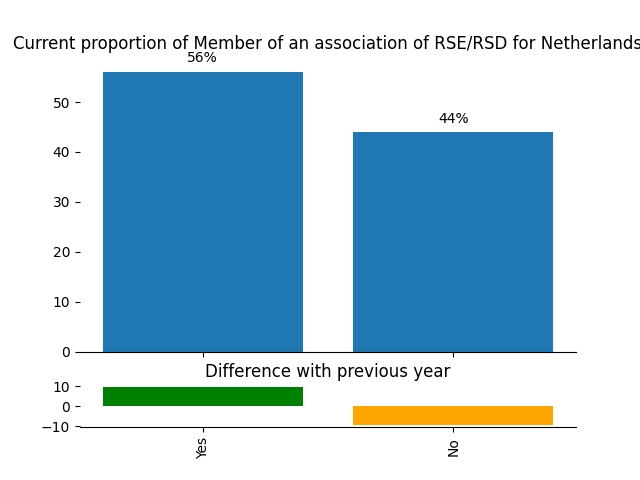 Current proportion of Member of an association of RSE/RSD for Netherlands
56%
44%
50
40
30
20
10
0
Difference with previous year
10
0
−10
Yes
No